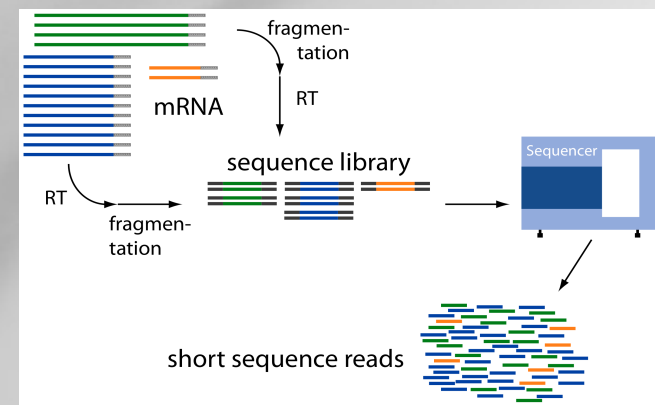 fragmen-
tation
RT
mRNA
sequence library
Sequencer
RT
fragmen-
tation
short sequence reads